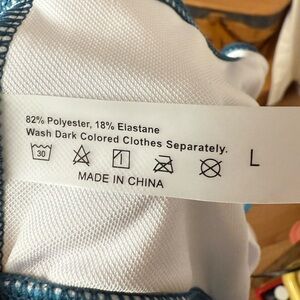 82% Polyester, 18% Elastane
Wash Dark Colored Clothes Separately.
30
L
MADE IN CHINA